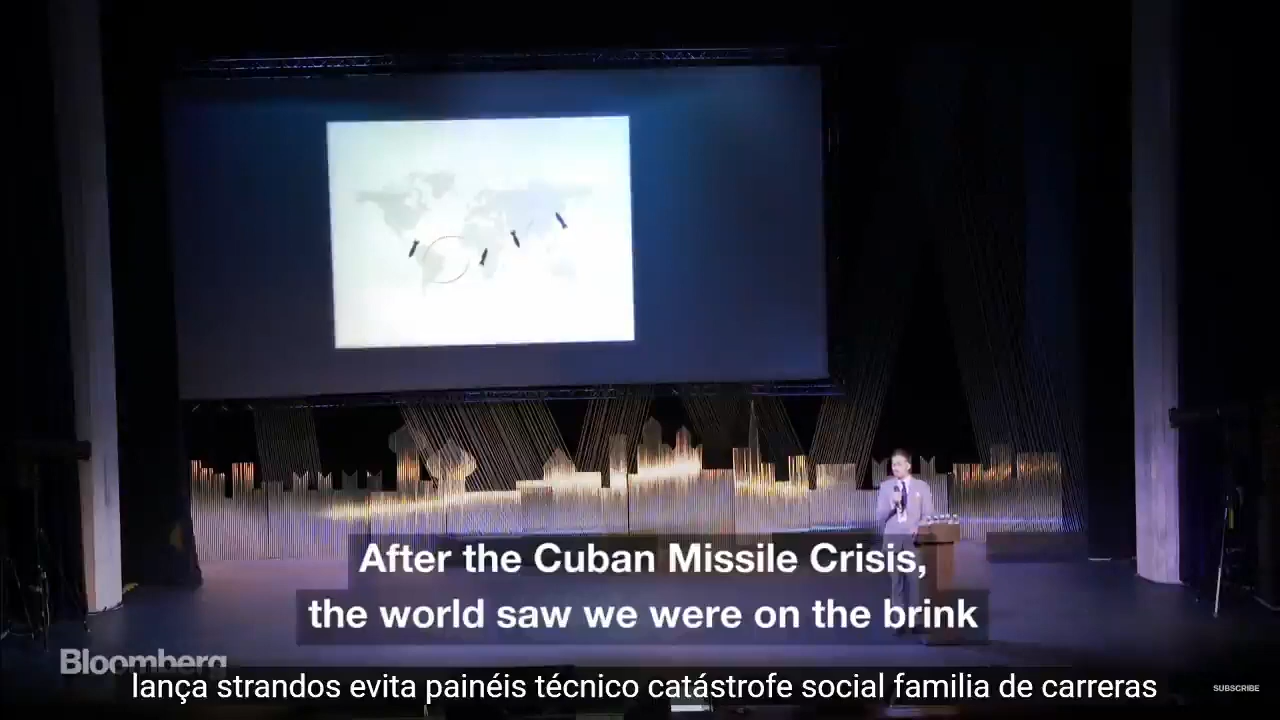 After the Cuban Missile Crisis,
the world saw we were on the brink
Bloomberg
lança strandos evita painéis técnico catástrofe social familia de carreras
SUBSCRIBE